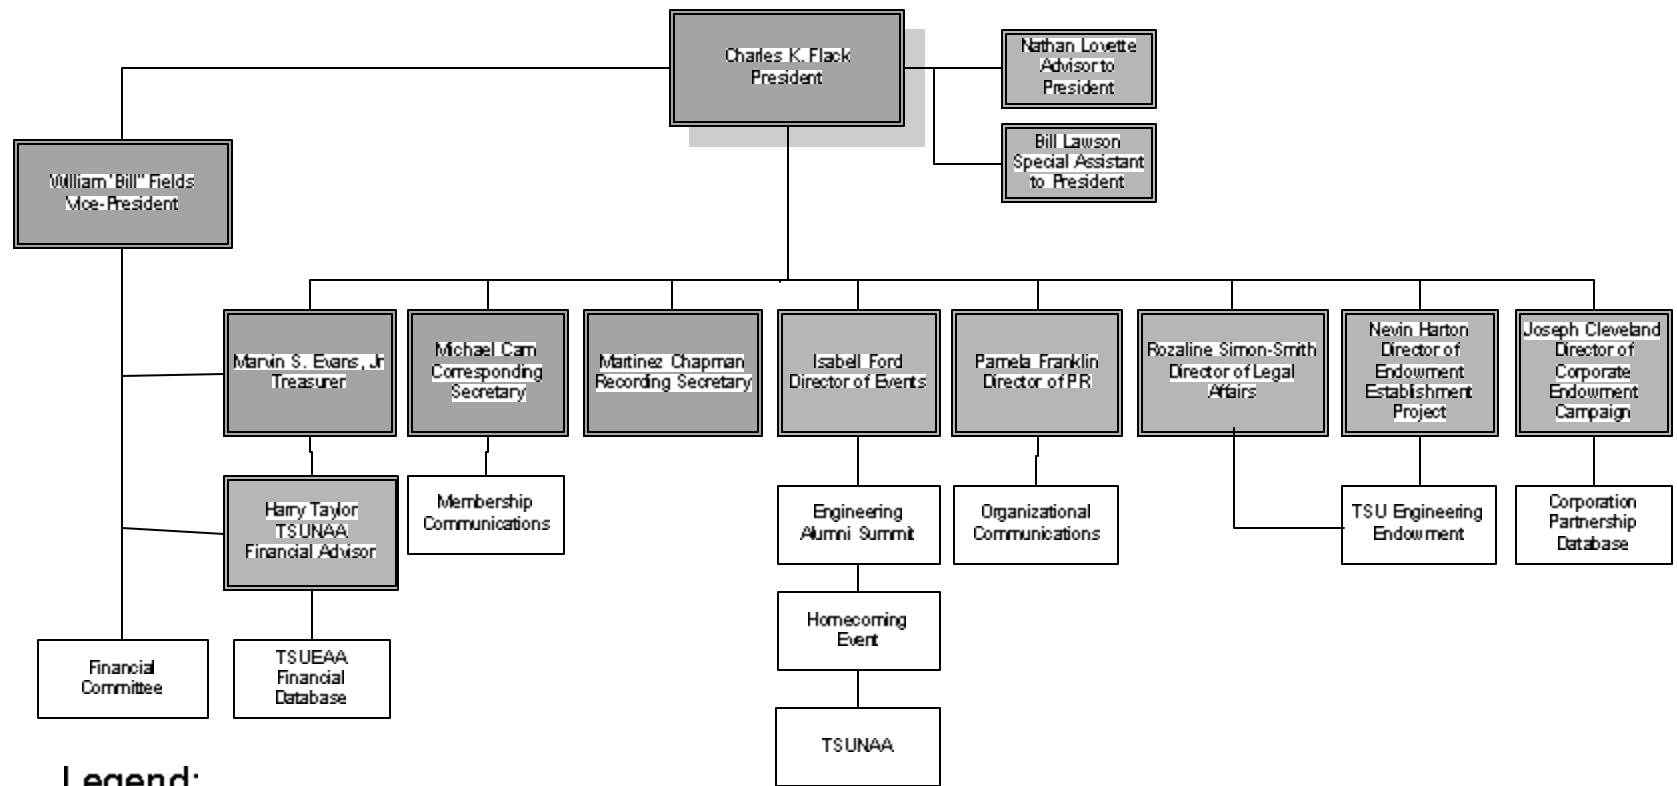 Charles K. Flack
President
Nathan Lovette
Advisor to
President
Bill Lawson
Special Assistant
to President
William "Bill" Fields
Vice-President
Marvin S. Evans, Jr
Treasurer
Michael Cam
Corresponding
Secretary
Martinez Chapman
Recording Secretary
Isabell Ford
Director of Events
Pamela Franklin
Director of PR
Rozaline Simon-Smith
Director of Legal
Affairs
Nevin Harton
Director of
Endowment
Establishment
Project
Joseph Cleveland
Director of
Corporate
Endowment
Campaign
Harry Taylor
TSUNAA
Financial Advisor
Membership
Communications
Engineering
Alumni Summit
Organizational
Communications
TSU Engineering
Endowment
Corporation
Partnership
Database
Homecoming
Event
Financial
Committee
TSUEAA
Financial
Database
TSUNAA
Legend: